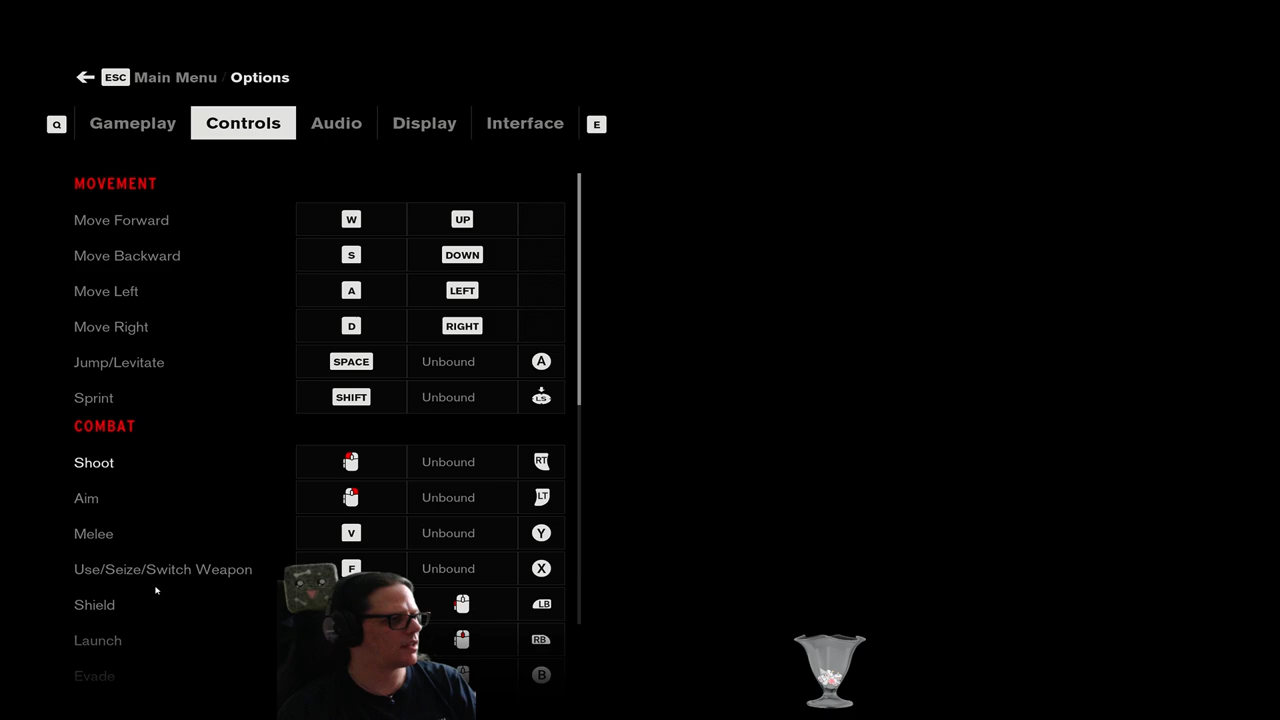 ESC Main Menu / Options
Q Gameplay Controls Audio Display Interface E
MOVEMENT
Move Forward W UP
Move Backward S DOWN
Move Left A LEFT
Move Right D RIGHT
Jump/Levitate SPACE Unbound A
Sprint SHIFT Unbound LS
COMBAT
Shoot Unbound RT
Aim Unbound LT
Melee V Unbound Y
Use/Seize/Switch Weapon F Unbound X
Shield LB
Launch RB
Evade B